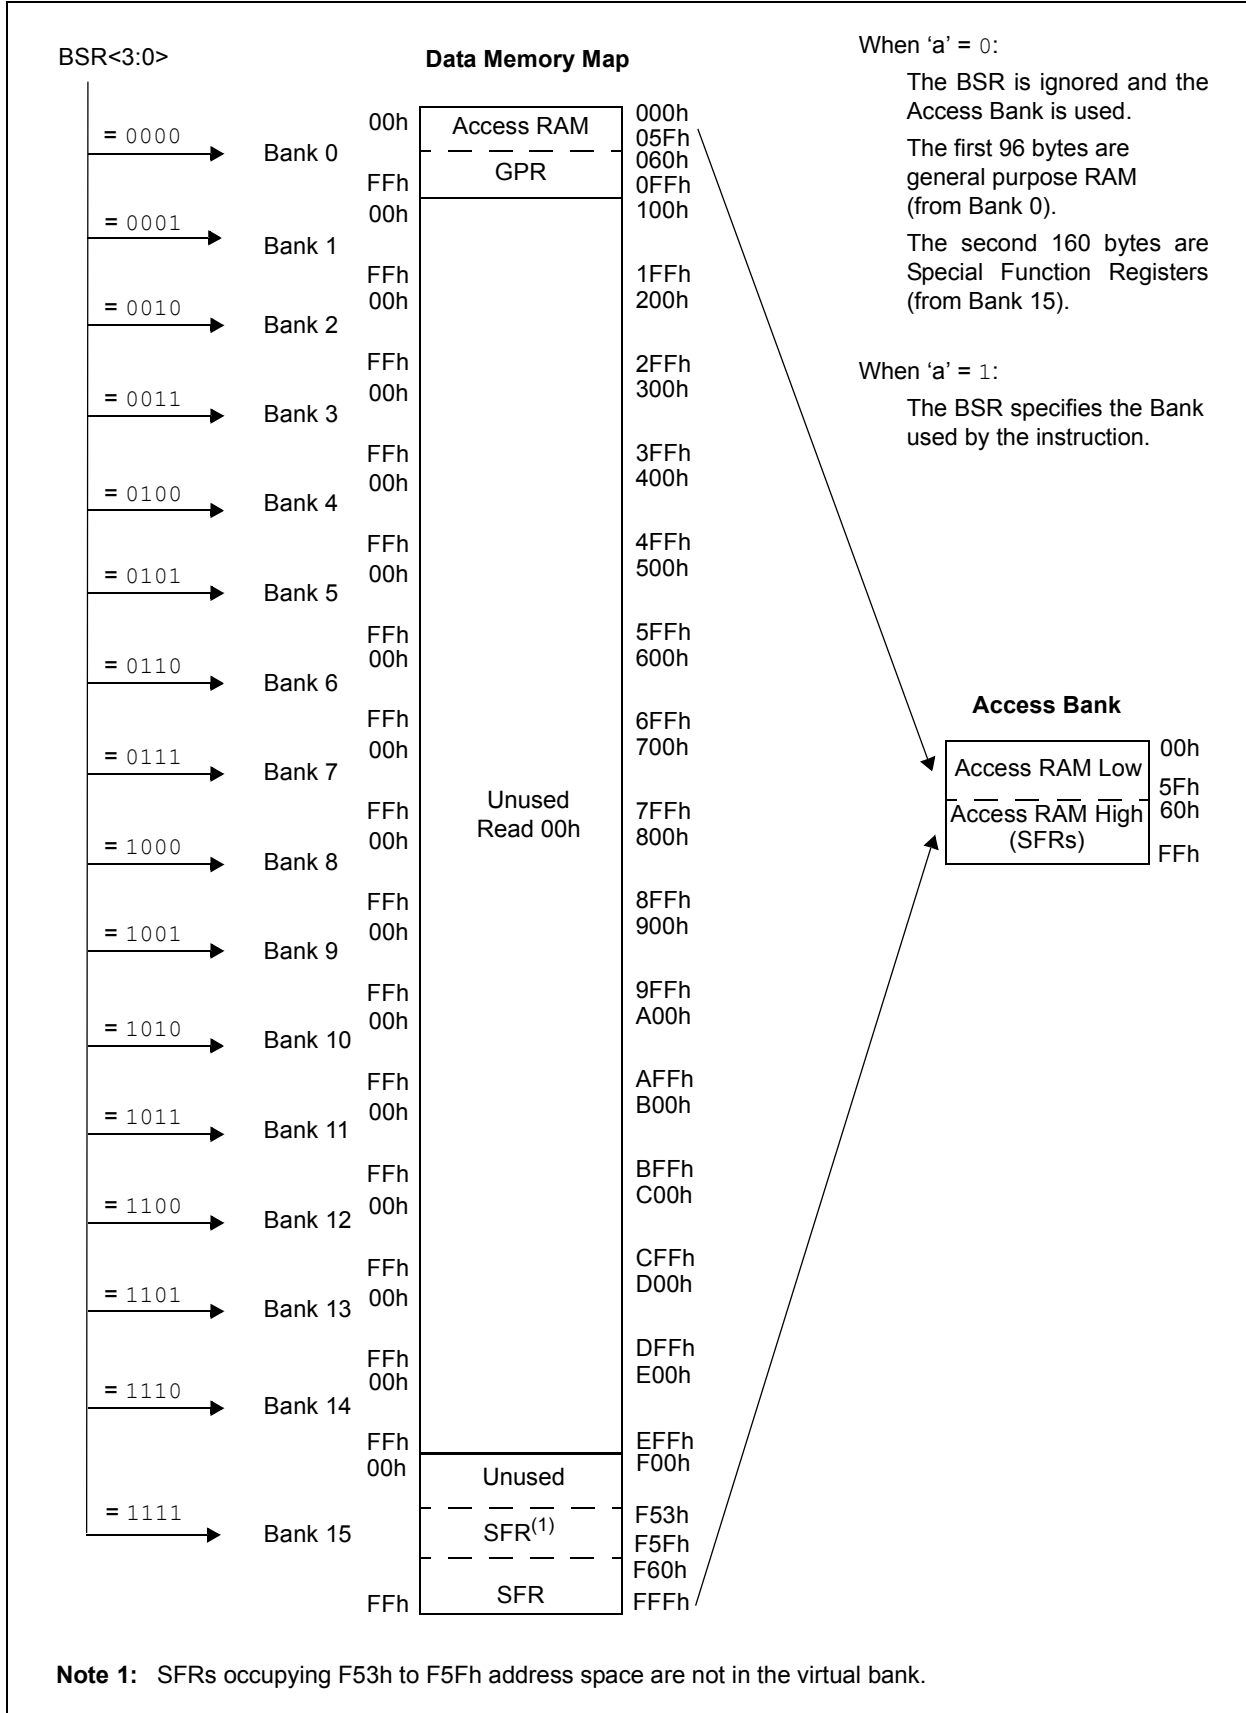 BSR<3:0>
Data Memory Map
When ‘a’ = 0:
The BSR is ignored and the
Access Bank is used.
The first 96 bytes are
general purpose RAM
(from Bank 0).
The second 160 bytes are
Special Function Registers
(from Bank 15).
When ‘a’ = 1:
The BSR specifies the Bank
used by the instruction.
= 0000
Bank 0
00h
FFh
Access RAM
GPR
000h
05Fh
060h
0FFh
= 0001
Bank 1
00h
FFh
100h
1FFh
= 0010
Bank 2
00h
FFh
200h
2FFh
= 0011
Bank 3
00h
FFh
300h
3FFh
= 0100
Bank 4
00h
FFh
400h
4FFh
= 0101
Bank 5
00h
FFh
500h
5FFh
= 0110
Bank 6
00h
FFh
600h
6FFh
= 0111
Bank 7
00h
FFh
700h
7FFh
Unused
Read 00h
= 1000
Bank 8
00h
FFh
800h
8FFh
= 1001
Bank 9
00h
FFh
900h
9FFh
= 1010
Bank 10
00h
FFh
A00h
AFFh
= 1011
Bank 11
00h
FFh
B00h
BFFh
= 1100
Bank 12
00h
FFh
C00h
CFFh
= 1101
Bank 13
00h
FFh
D00h
DFFh
= 1110
Bank 14
00h
FFh
E00h
EFFh
= 1111
Bank 15
00h
FFh
Unused
SFR(1)
SFR
F00h
F53h
F5Fh
F60h
FFFh
Access Bank
Access RAM Low
Access RAM High
(SFRs)
00h
5Fh
60h
FFh
Note 1: SFRs occupying F53h to F5Fh address space are not in the virtual bank.